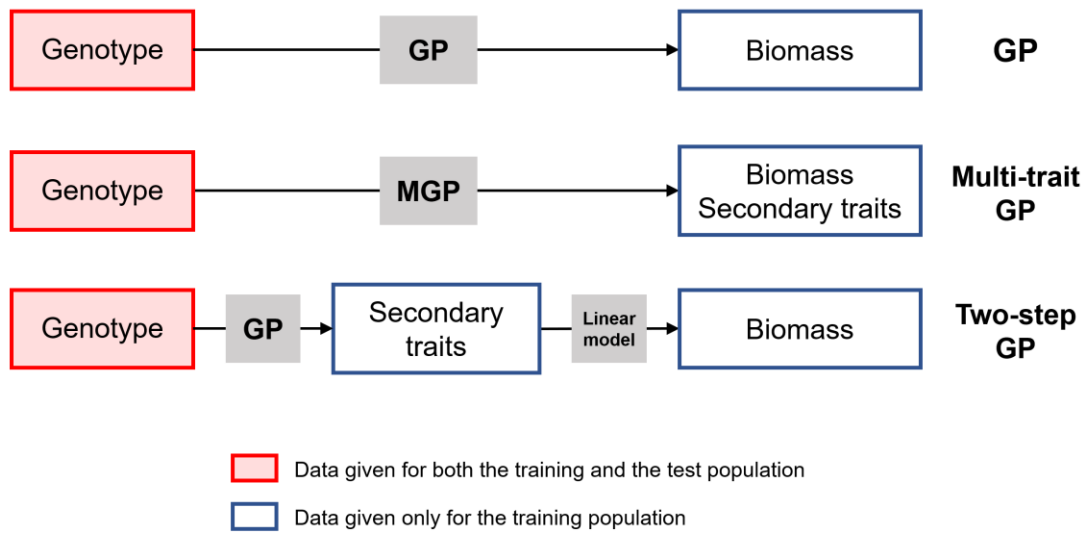 Genotype
GP
Biomass
GP
Genotype
MGP
Biomass
Secondary traits
Multi-trait
GP
Genotype
GP
Secondary
traits
Linear
model
Biomass
Two-step
GP
Data given for both the training and the test population
Data given only for the training population